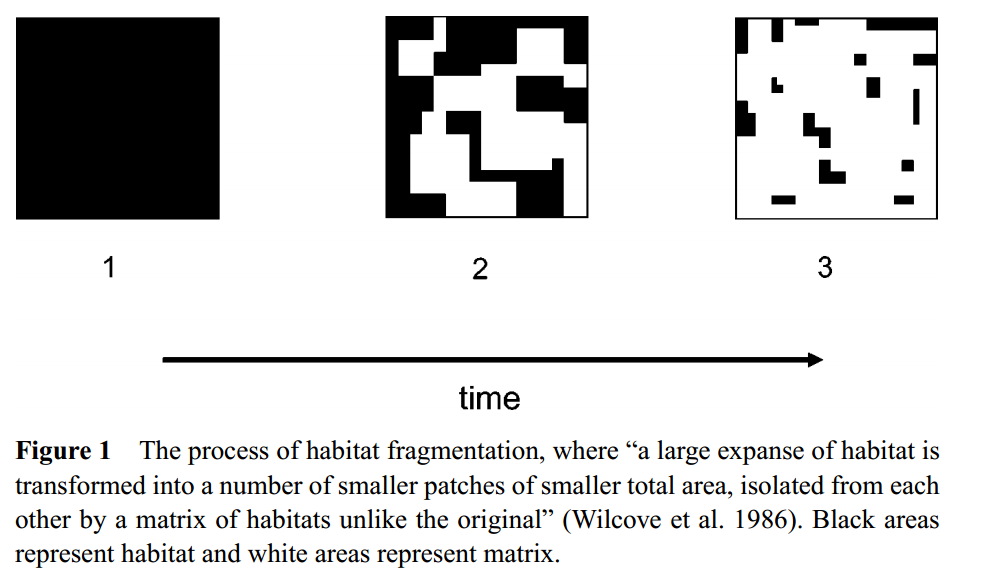 1
2
3
time
Figure 1 The process of habitat fragmentation, where “a large expanse of habitat is
transformed into a number of smaller patches of smaller total area, isolated from each
other by a matrix of habitats unlike the original” (Wilcove et al. 1986). Black areas
represent habitat and white areas represent matrix.